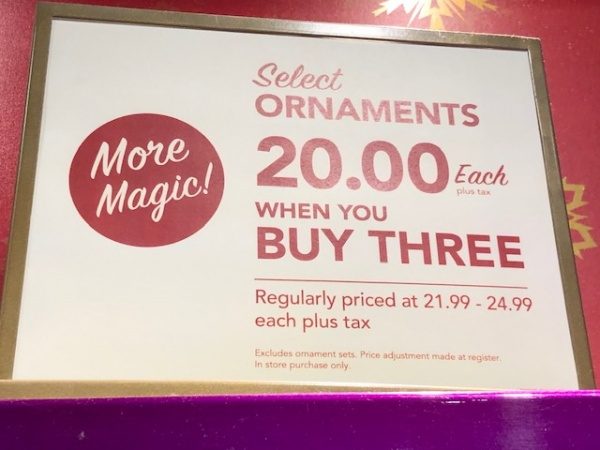 More
Magic!
Select
ORNAMENTS
20.00 Each
plus tax
WHEN YOU
BUY THREE
Regularly priced at 21.99 - 24.99
each plus tax
Excludes ornament sets. Price adjustment made at register.
In store purchase only.